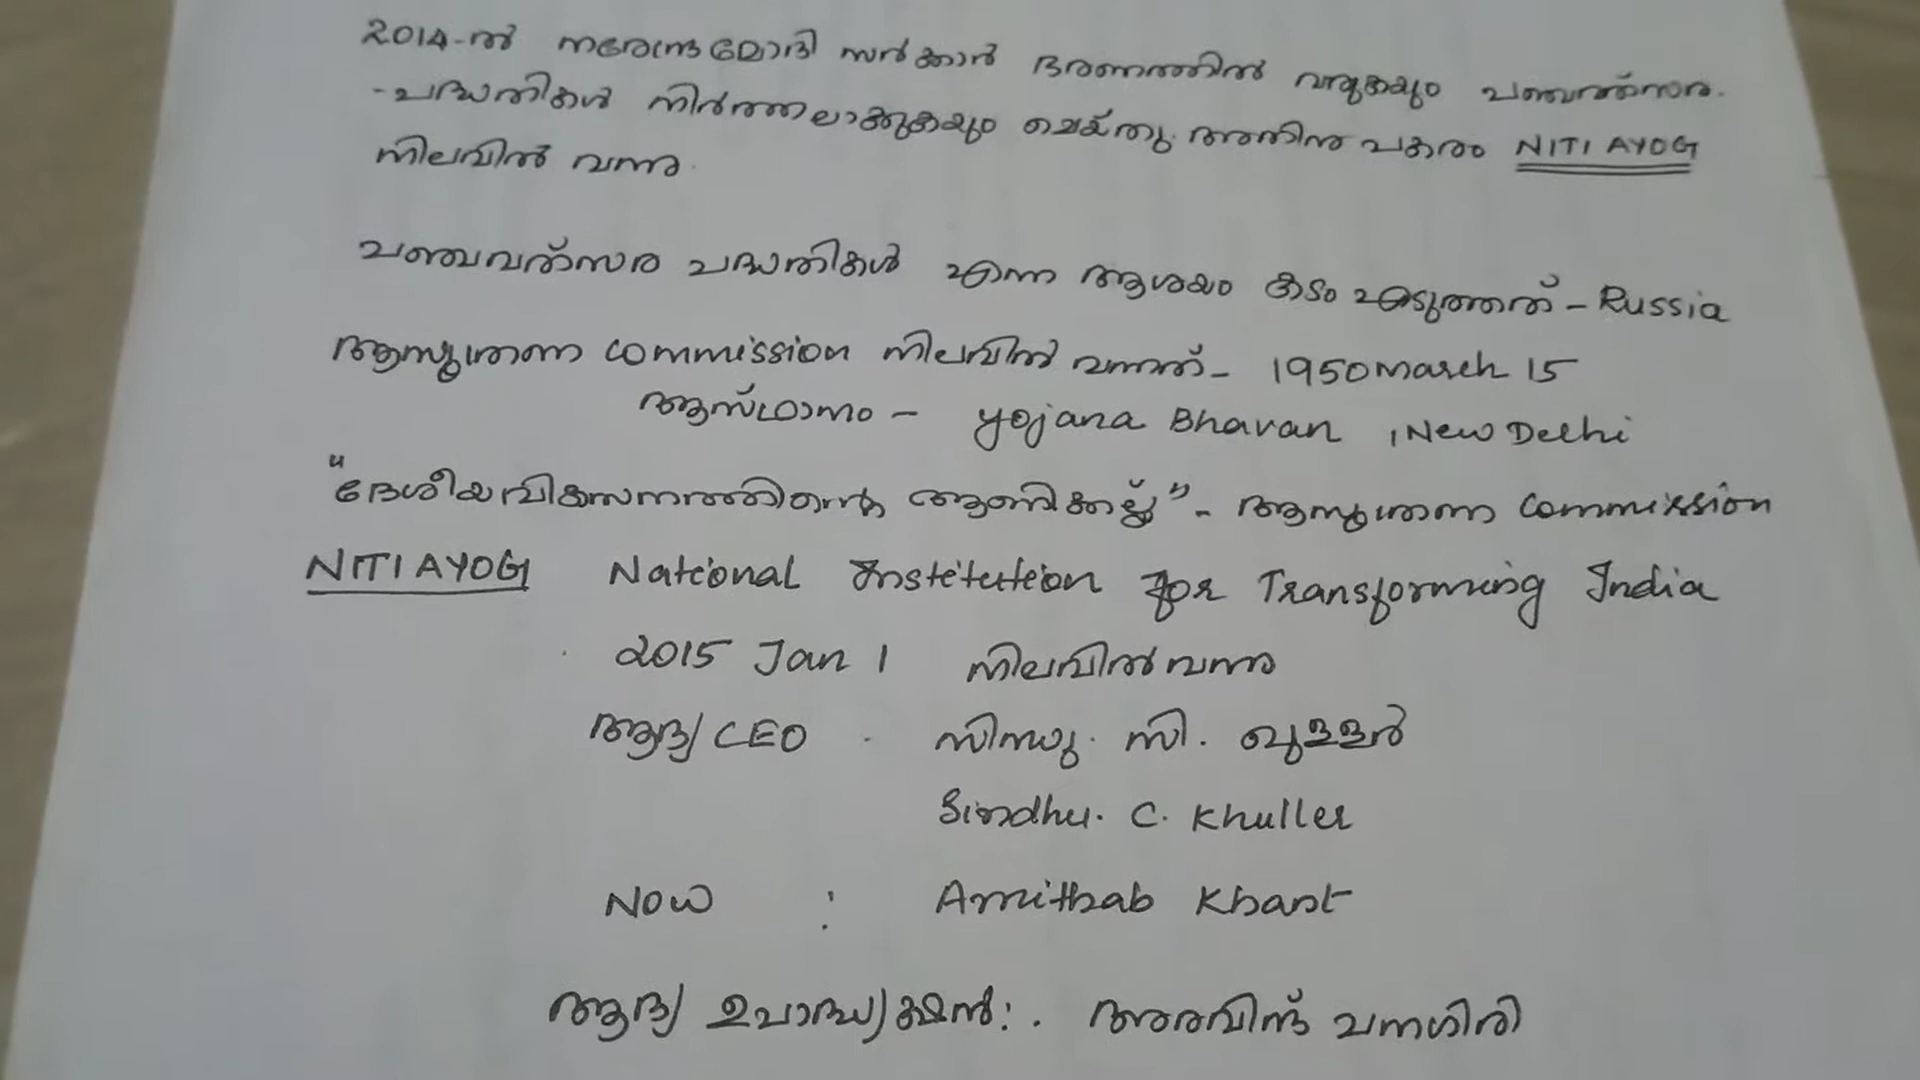 2014-ൽ നരേന്ദ്രമോദി സർക്കാർ ഭരണത്തിൽ വരുകയും പഞ്ചവത്സര
-പദ്ധതികൾ നിർത്തലാക്കുകയും ചെയ്തു. അതിനു പകരം NITI AYOG
നിലവിൽ വന്നു.
പഞ്ചവത്സര പദ്ധതികൾ എന്ന ആശയം കടം എടുത്തത് - Russia
ആസൂത്രണ commission നിലവിൽ വന്നത് - 1950 March 15
ആസ്ഥാനം - Yojana Bhavan , New Delhi
"ദേശീയ വികസനത്തിന്റെ ആണിക്കല്ല്" - ആസൂത്രണ Commission
NITI AYOG National Institution for Transforming India
2015 Jan 1 നിലവിൽ വന്നു
ആദ്യ CEO . സിന്ധു. സി. ഖുള്ളർ
Sindhu. C. Khuller
NOW : Amithab Khant
ആദ്യ ഉപാദ്ധ്യക്ഷൻ: . അരവിന്ദ് പനഗിരി